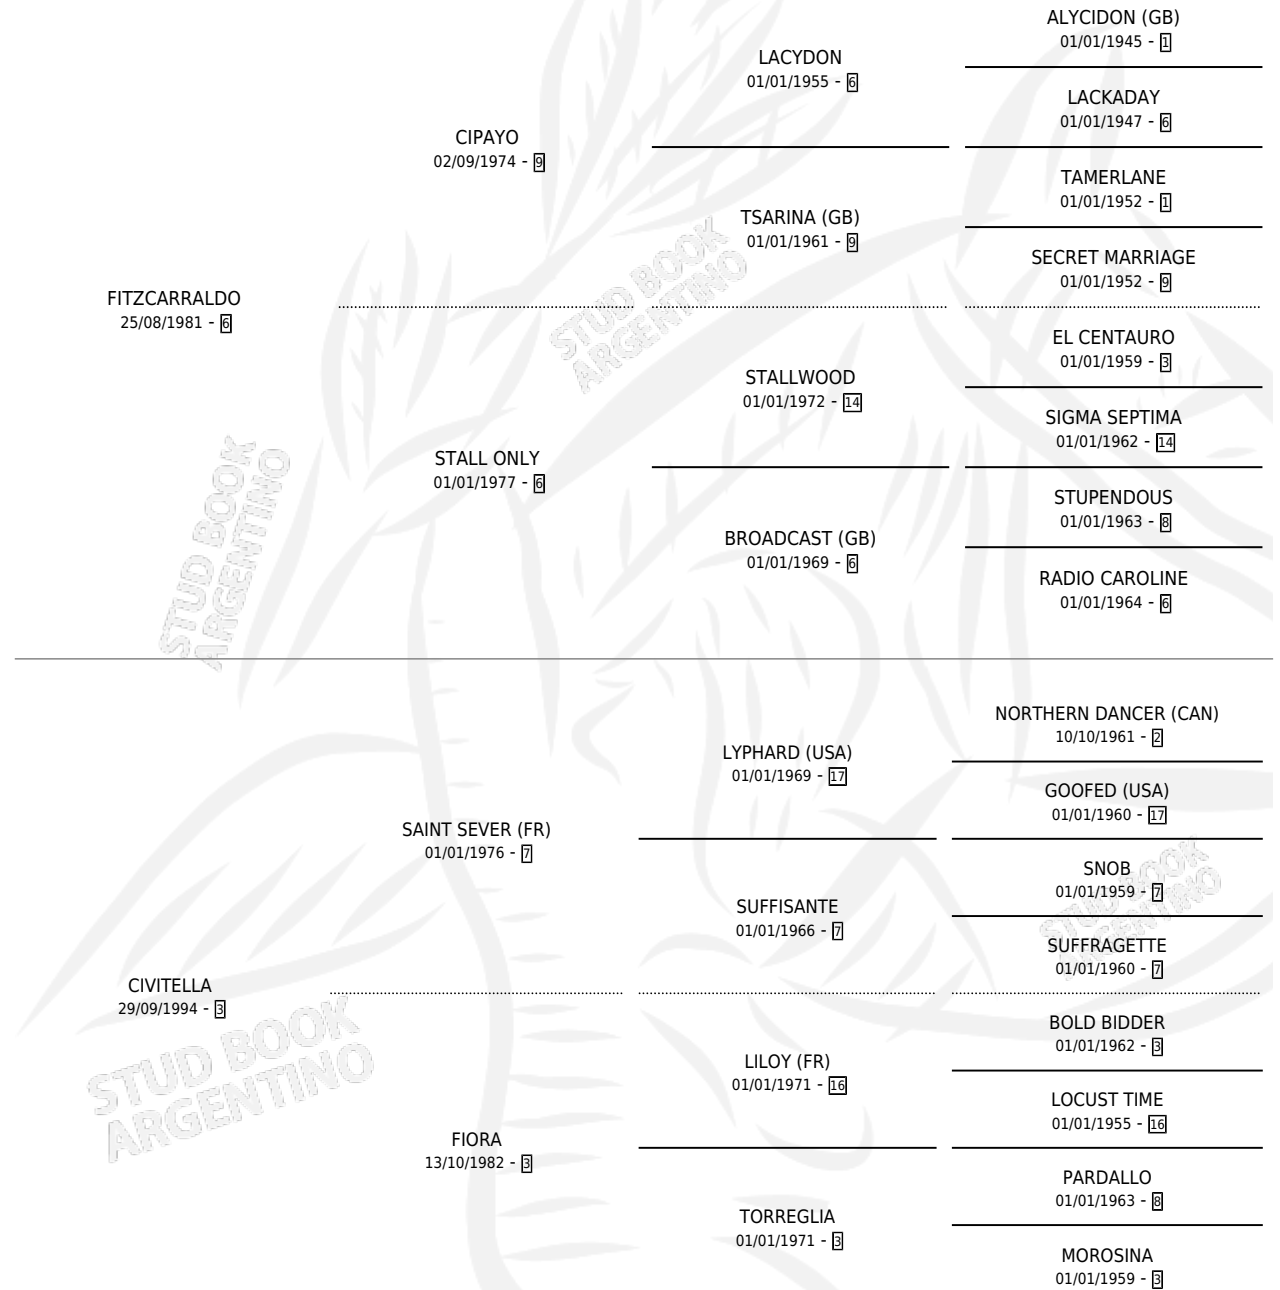 ALYCIDON (GB)
01/01/1945 - 1
LACYDON
01/01/1955 - 6
LACKADAY
01/01/1947 - 6
CIPAYO
02/09/1974 - 9
TAMERLANE
01/01/1952 - 1
TSARINA (GB)
01/01/1961 - 9
SECRET MARRIAGE
01/01/1952 - 9
FITZCARRALDO
25/08/1981 - 6
STUD BOOK
ARGENTINO
EL CENTAURO
01/01/1959 - 3
STALLWOOD
01/01/1972 - 14
SIGMA SEPTIMA
01/01/1962 - 14
STALL ONLY
01/01/1977 - 6
STUPENDOUS
01/01/1963 - 8
BROADCAST (GB)
01/01/1969 - 6
RADIO CAROLINE
01/01/1964 - 6
STUD BOOK
ARGENTINO
NORTHERN DANCER (CAN)
10/10/1961 - 2
LYPHARD (USA)
01/01/1969 - 17
GOOFED (USA)
01/01/1960 - 17
SAINT SEVER (FR)
01/01/1976 - 7
SNOB
01/01/1959 - 7
SUFFISANTE
01/01/1966 - 7
STUD BOOK
ARGENTINO
SUFFRAGETTE
01/01/1960 - 7
CIVITELLA
29/09/1994 - 3
STUD BOOK
ARGENTINO
BOLD BIDDER
01/01/1962 - 3
LILOY (FR)
01/01/1971 - 16
LOCUST TIME
01/01/1955 - 16
FIORA
13/10/1982 - 3
PARDALLO
01/01/1963 - 8
TORREGLIA
01/01/1971 - 3
MOROSINA
01/01/1959 - 3